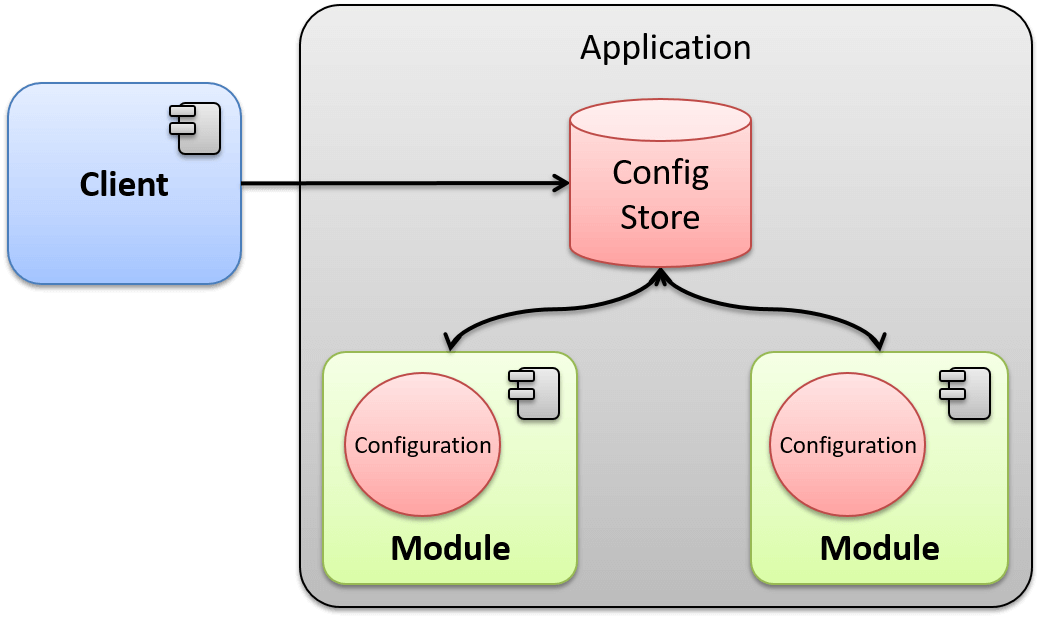 Application
Client
Config
Store
Configuration
Module
Configuration
Module